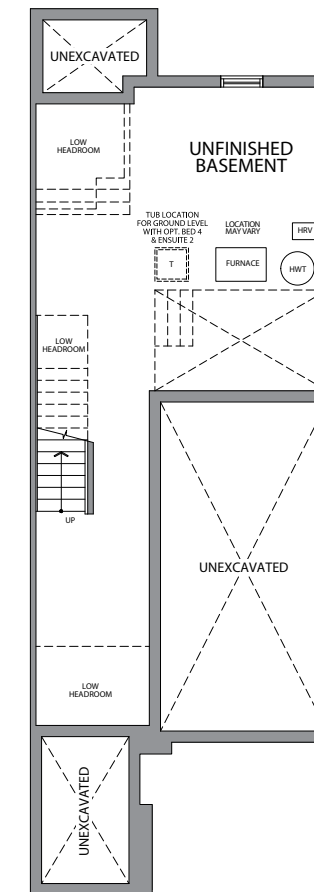 UNEXCAVATED
LOW
HEADROOM
UNFINISHED
BASEMENT
TUB LOCATION
FOR GROUND LEVEL
WITH OPT. BED 4
& ENSUITE 2
LOCATION
MAY VARY
HRV
T
FURNACE
HWT
LOW
HEADROOM
UP
UNEXCAVATED
LOW
HEADROOM
UNEXCAVATED